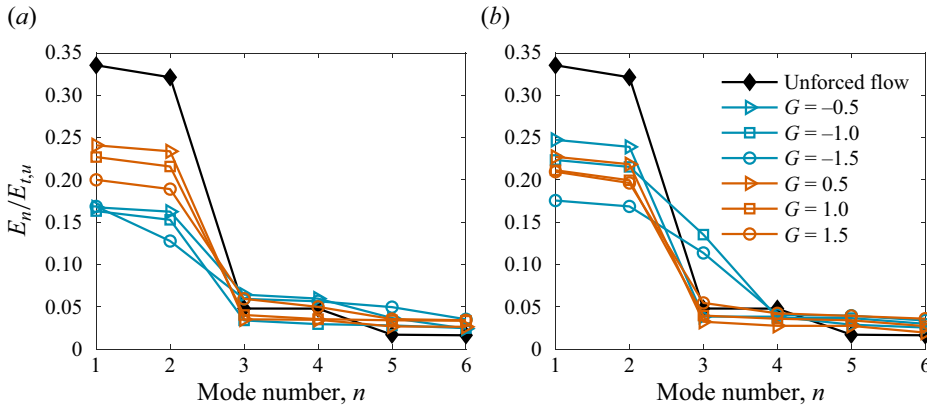 (a)
(b)
0.35
0.30
0.25
0.20
0.15
0.10
0.05
0
E_n/E_{t,u}
1 2 3 4 5 6
Mode number, n
0.35
0.30
0.25
0.20
0.15
0.10
0.05
0
1 2 3 4 5 6
Mode number, n
Unforced flow
G = –0.5
G = –1.0
G = –1.5
G = 0.5
G = 1.0
G = 1.5